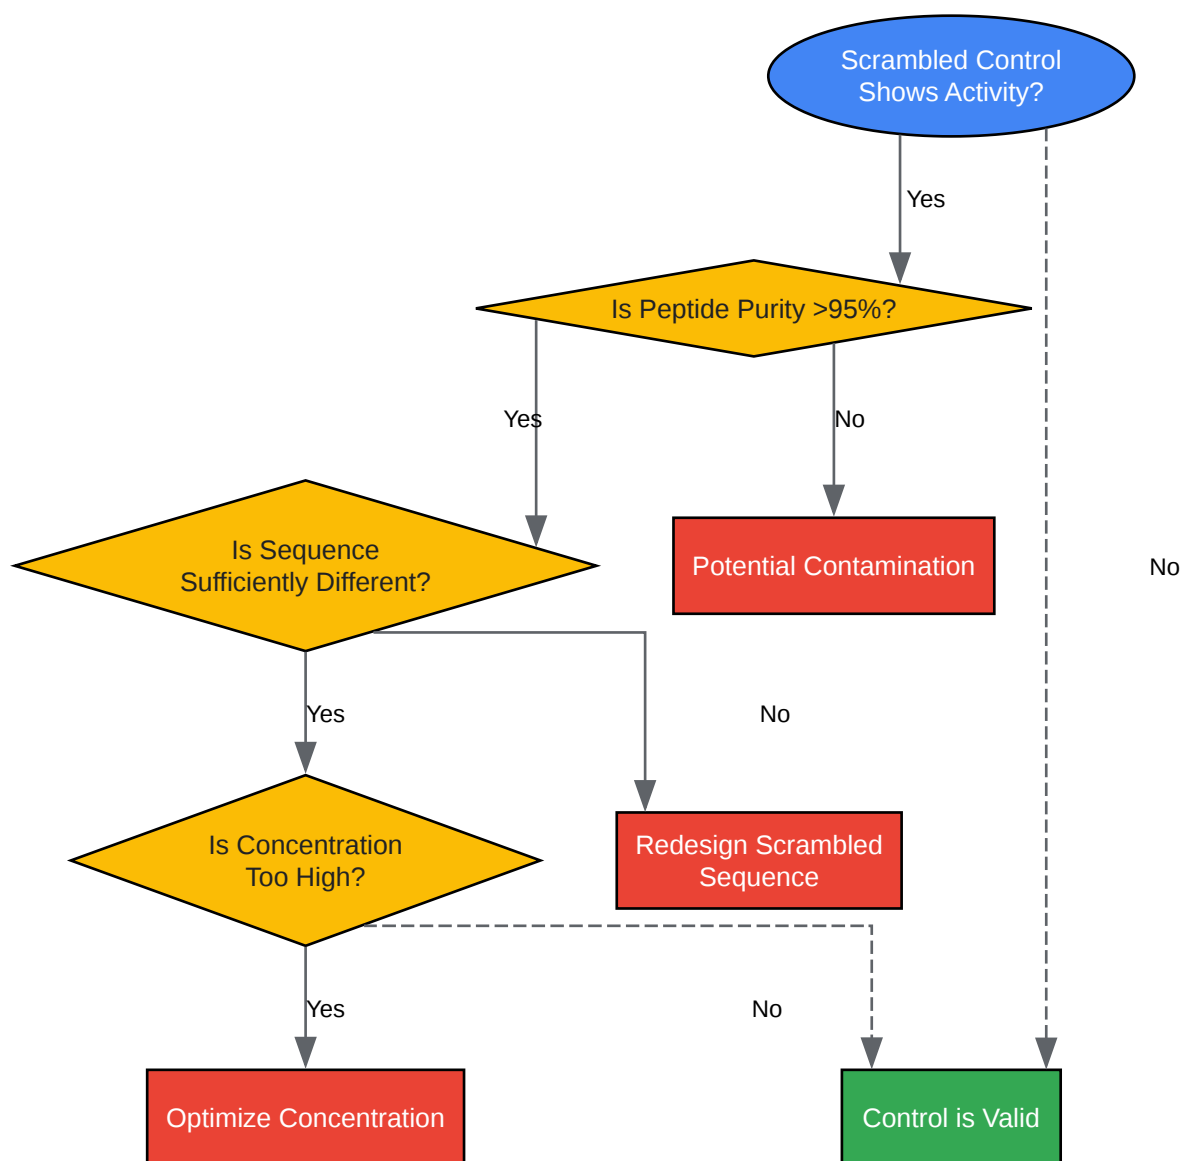 Scrambled Control
Shows Activity?
Yes
Is Peptide Purity >95%?
Yes
No
Is Sequence
Sufficiently Different?
Potential Contamination
No
Yes
No
Is Concentration
Too High?
Redesign Scrambled
Sequence
Yes
No
Optimize Concentration
Control is Valid